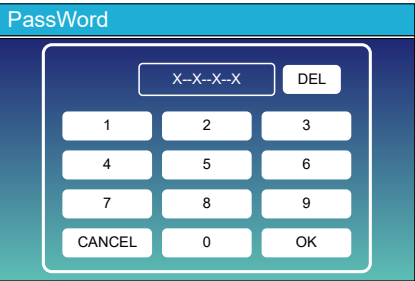 PassWord
X--X--X--X DEL
1 2 3
4 5 6
7 8 9
CANCEL 0 OK